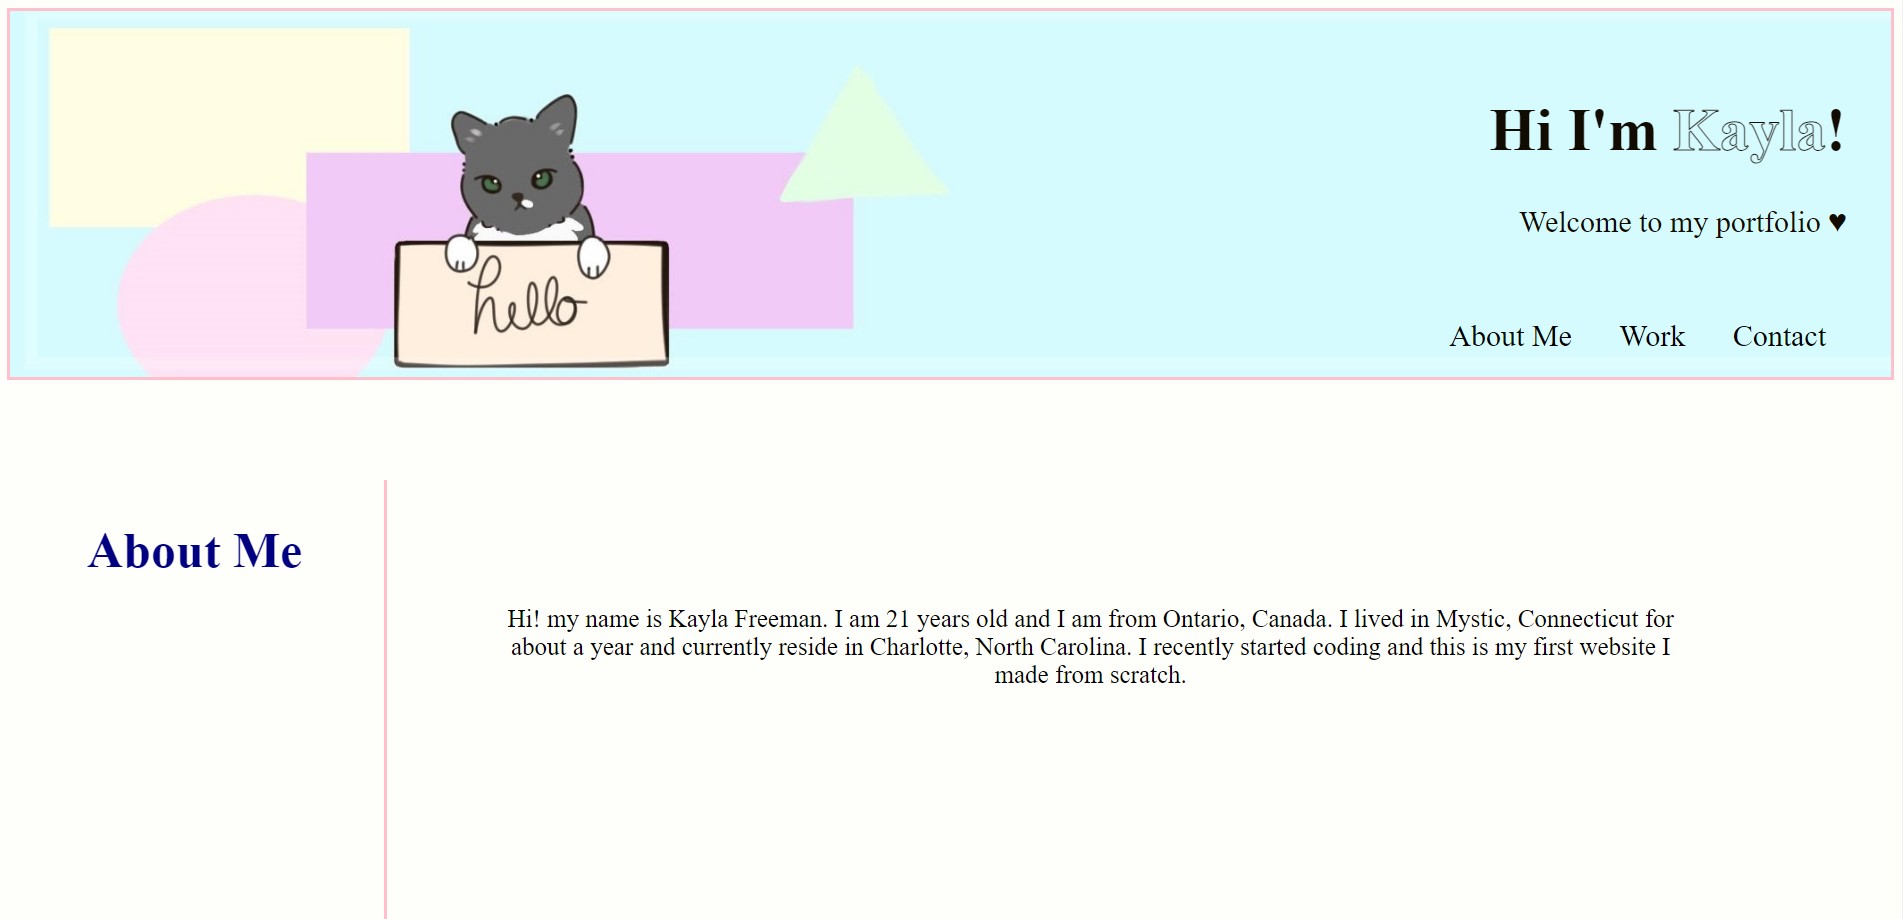 Hi I'm Kayla!
Welcome to my portfolio ♥
hello
About Me Work Contact
About Me
Hi! my name is Kayla Freeman. I am 21 years old and I am from Ontario, Canada. I lived in Mystic, Connecticut for
about a year and currently reside in Charlotte, North Carolina. I recently started coding and this is my first website I
made from scratch.